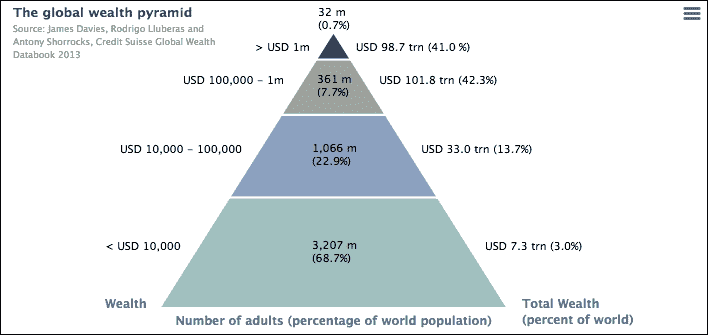 The global wealth pyramid
Source: James Davies, Rodrigo Lluberas and
Antony Shorrocks, Credit Suisse Global Wealth
Databook 2013
32 m
(0.7%)
> USD 1m
USD 98.7 trn (41.0 %)
USD 100,000 – 1m
361 m
(7.7%)
USD 101.8 trn (42.3%)
USD 10,000 – 100,000
1,066 m
(22.9%)
USD 33.0 trn (13.7%)
< USD 10,000
3,207 m
(68.7%)
USD 7.3 trn (3.0%)
Wealth
Number of adults (percentage of world population)
Total Wealth
(percent of world)